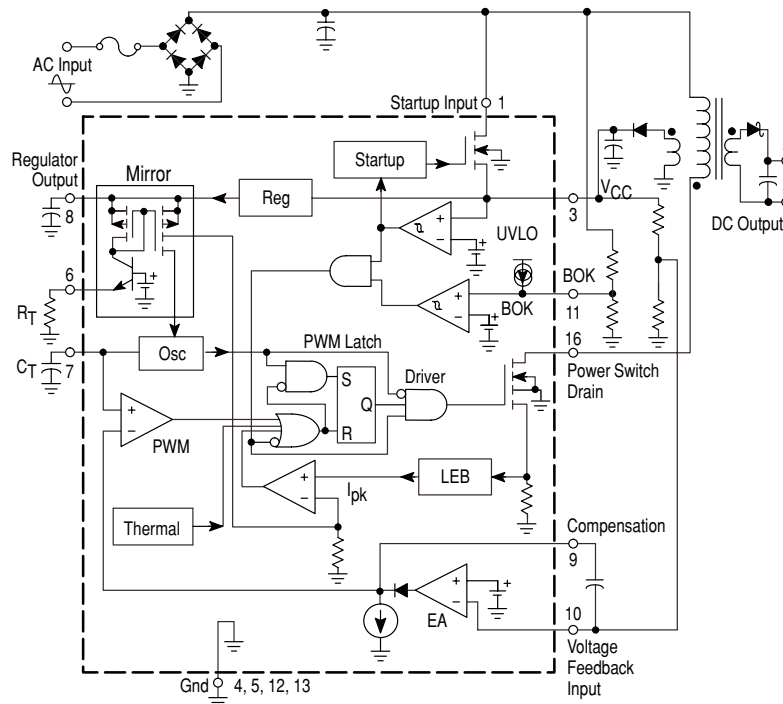 AC Input
Startup Input 1
Regulator
Output
8
Mirror
Startup
Reg
VCC
3
DC Output
UVLO
6
BOK
BOK
11
RT
16
Osc
PWM Latch
CT
7
Driver
Power Switch
Drain
S
Q
R
PWM
LEB
Ipk
Thermal
Compensation
9
EA
10
Voltage
Feedback
Input
Gnd 4, 5, 12, 13